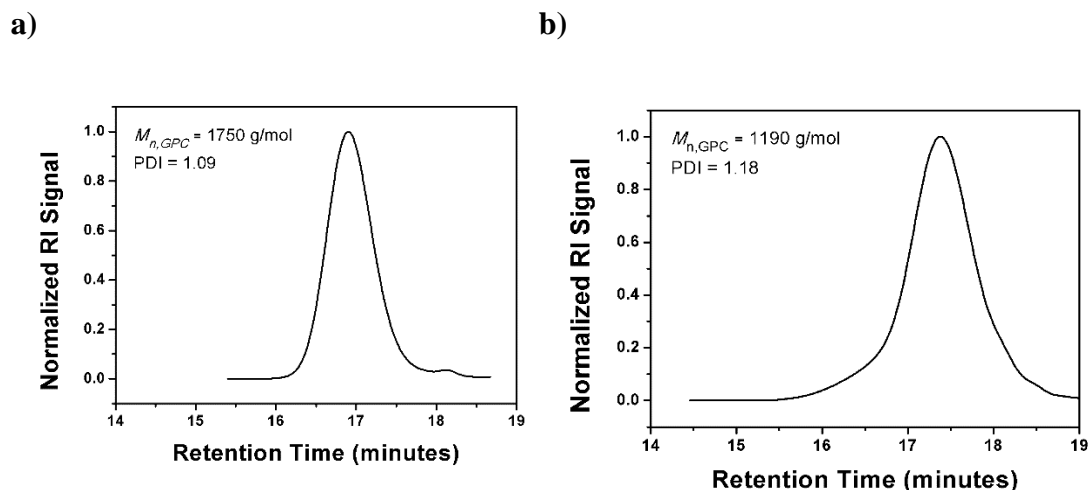 a)
b)
M_{n,GPC} = 1750 g/mol
PDI = 1.09
1.0
0.8
0.6
0.4
0.2
0.0
Normalized RI Signal
14 15 16 17 18 19
Retention Time (minutes)
M_{n,GPC} = 1190 g/mol
PDI = 1.18
1.0
0.8
0.6
0.4
0.2
0.0
Normalized RI Signal
14 15 16 17 18 19
Retention Time (minutes)